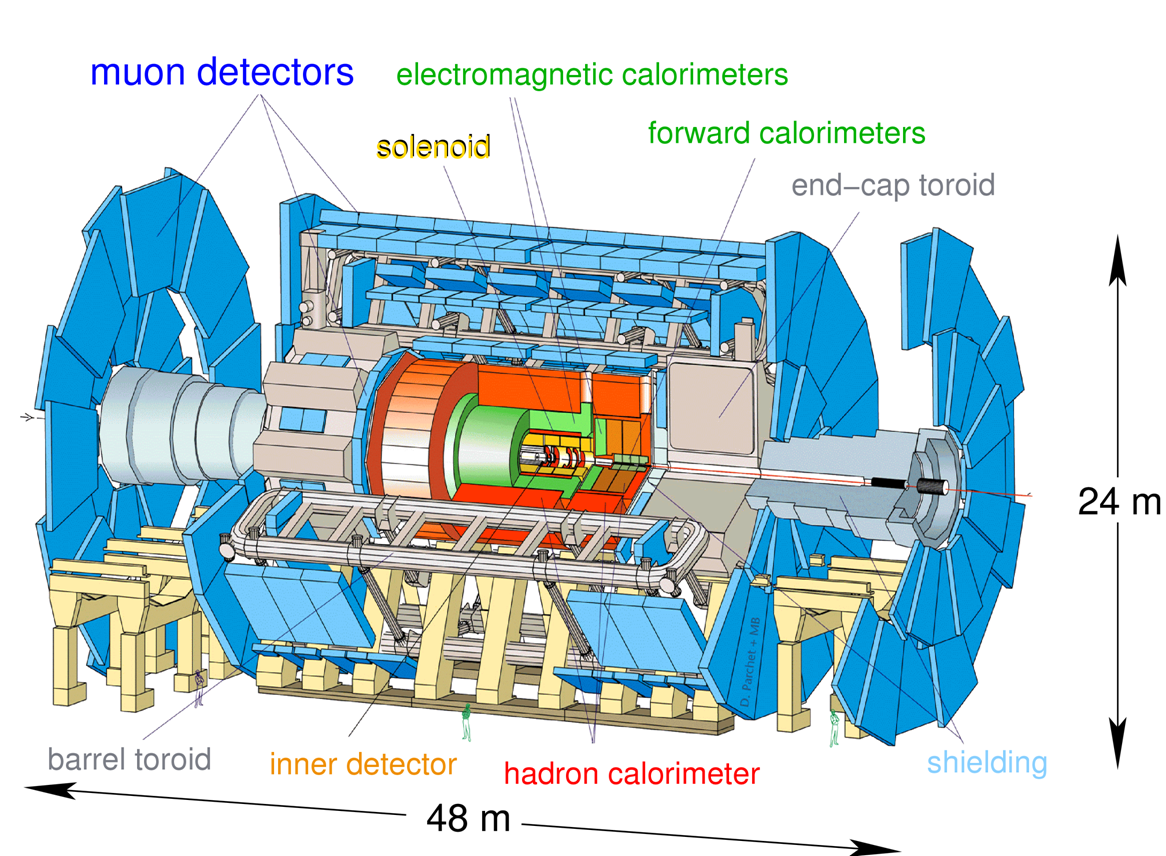 muon detectors
electromagnetic calorimeters
solenoid
forward calorimeters
end−cap toroid
24 m
D. Parchet + MB
barrel toroid
inner detector
hadron calorimeter
shielding
48 m